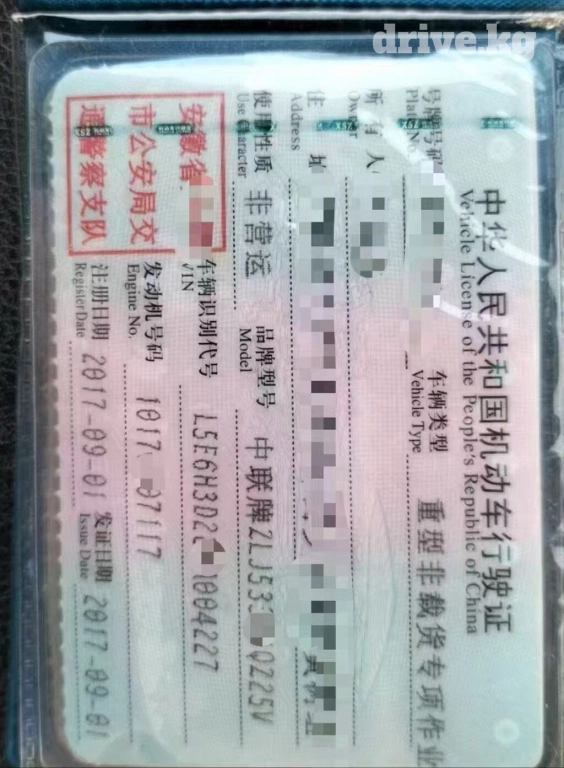 drive.kg
中华人民共和国机动车行驶证
Vehicle License of the People's Republic of China
号牌号码
Plate No.
车辆类型 重型非载货专项作业
Vehicle Type
所有人
Owner
住 址
Address
使用性质 非营运
Use Character
品牌型号 中联牌ZLJ53 QZ25V
Model
安徽省
市公安局交
通警察支队
车辆识别代号 L5E6H3D2 1004227
VIN
发动机号码 1017 07117
Engine No.
注册日期 2017-09-01
Register Date
发证日期 2017-09-01
Issue Date